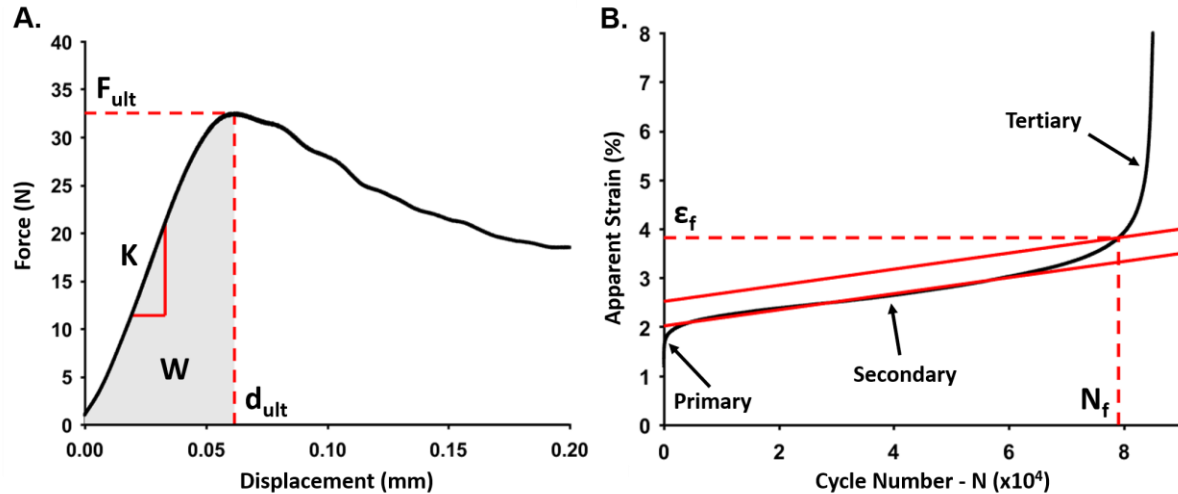 A.
40
35
30
25
20
15
10
5
0
Force (N)
F_ult
K
W
d_ult
0.00 0.05 0.10 0.15 0.20
Displacement (mm)
B.
8
7
6
5
4
3
2
1
0
Apparent Strain (%)
Tertiary
ε_f
Secondary
Primary
N_f
0 2 4 6 8
Cycle Number - N (x10⁴)